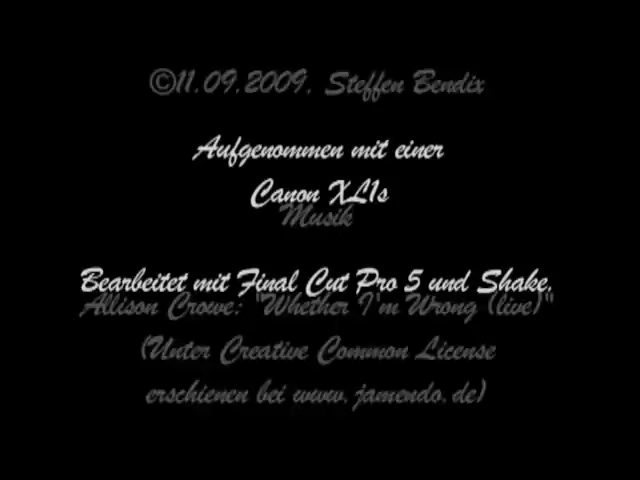 ©11.09.2009, Steffen Bendix
Aufgenommen mit einer
Canon XL1s
Musik
Bearbeitet mit Final Cut Pro 5 und Shake.
Allison Crowe: "Whether I'm Wrong (live)"
(Unter Creative Common License
erschienen bei www.jamendo.de)